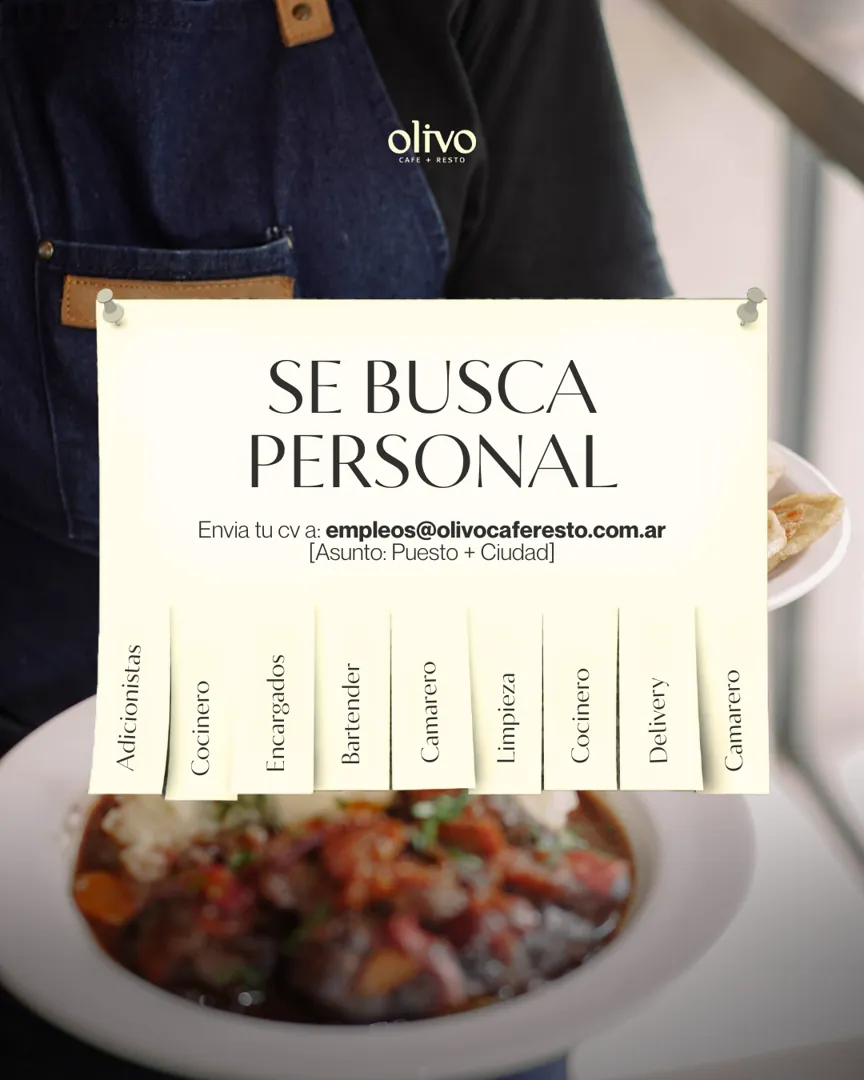 olivo
CAFE + RESTO
SE BUSCA
PERSONAL
Envia tu cv a: empleos@olivocaferesto.com.ar
[Asunto: Puesto + Ciudad]
Adicionistas
Cocinero
Encargados
Bartender
Camarero
Limpieza
Cocinero
Delivery
Camarero